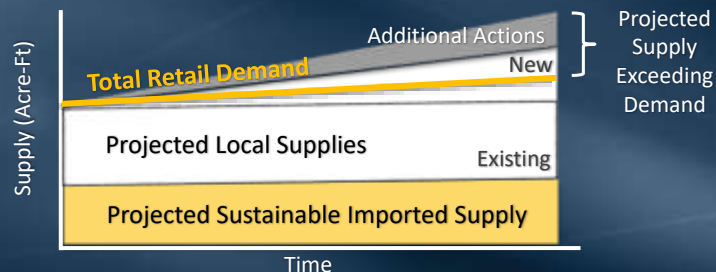 Supply (Acre-Ft)
Additional Actions
Total Retail Demand
New
Projected Local Supplies
Existing
Projected Sustainable Imported Supply
Time
Projected
Supply
Exceeding
Demand